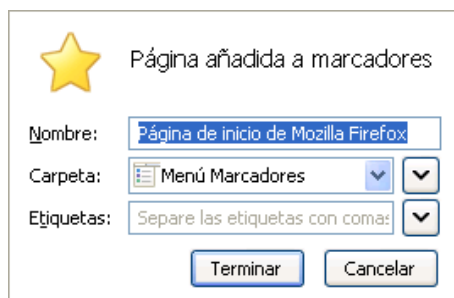 Página añadida a marcadores
Nombre: Página de inicio de Mozilla Firefox
Carpeta: Menú Marcadores
Etiquetas: Separe las etiquetas con comas
Terminar Cancelar